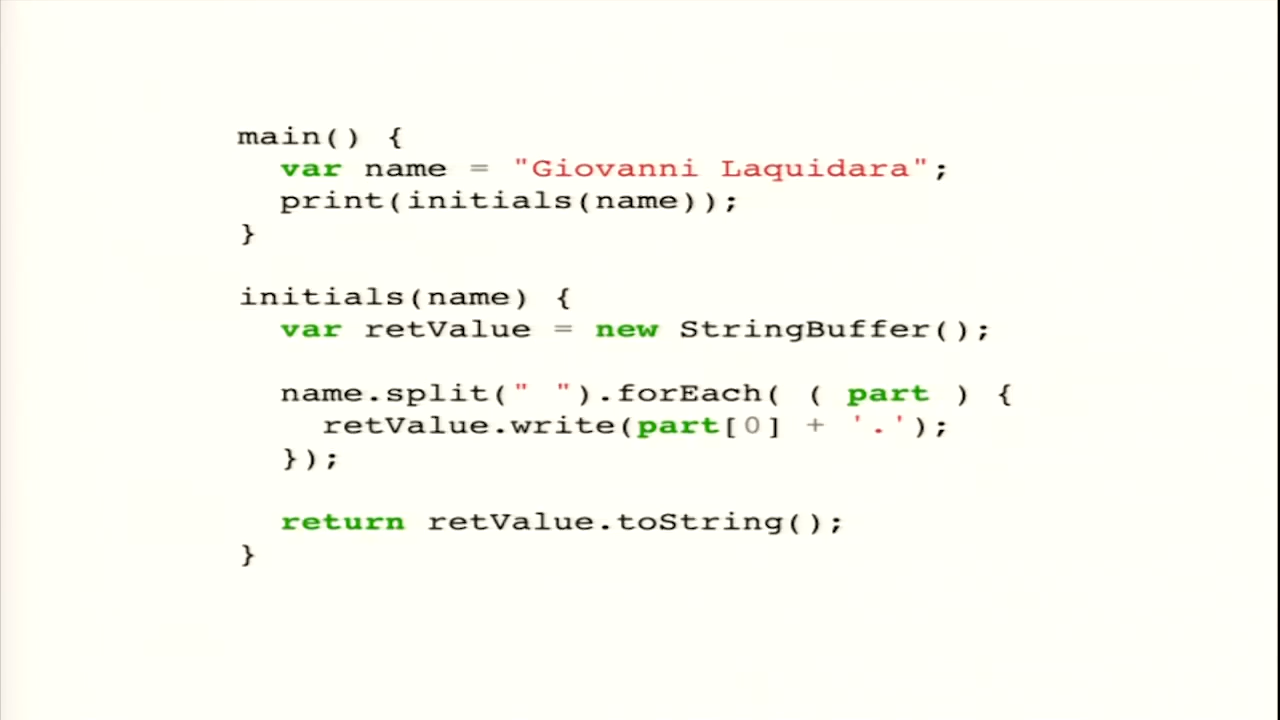 main() {
  var name = "Giovanni Laquidara";
  print(initials(name));
}

initials(name) {
  var retValue = new StringBuffer();

  name.split(" ").forEach( ( part ) {
    retValue.write(part[0] + '.');
  });

  return retValue.toString();
}